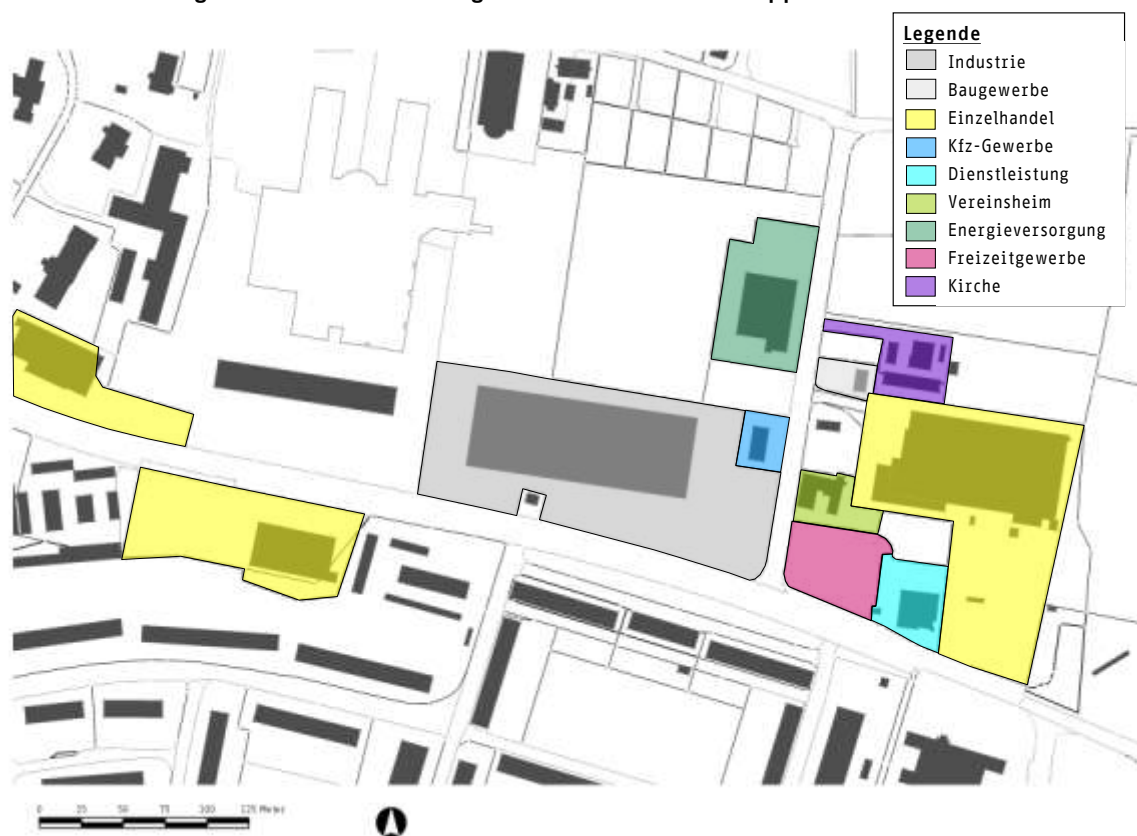 Legende
Industrie
Baugewerbe
Einzelhandel
Kfz-Gewerbe
Dienstleistung
Vereinsheim
Energieversorgung
Freizeitgewerbe
Kirche
0 25 50 75 100 125 Meter